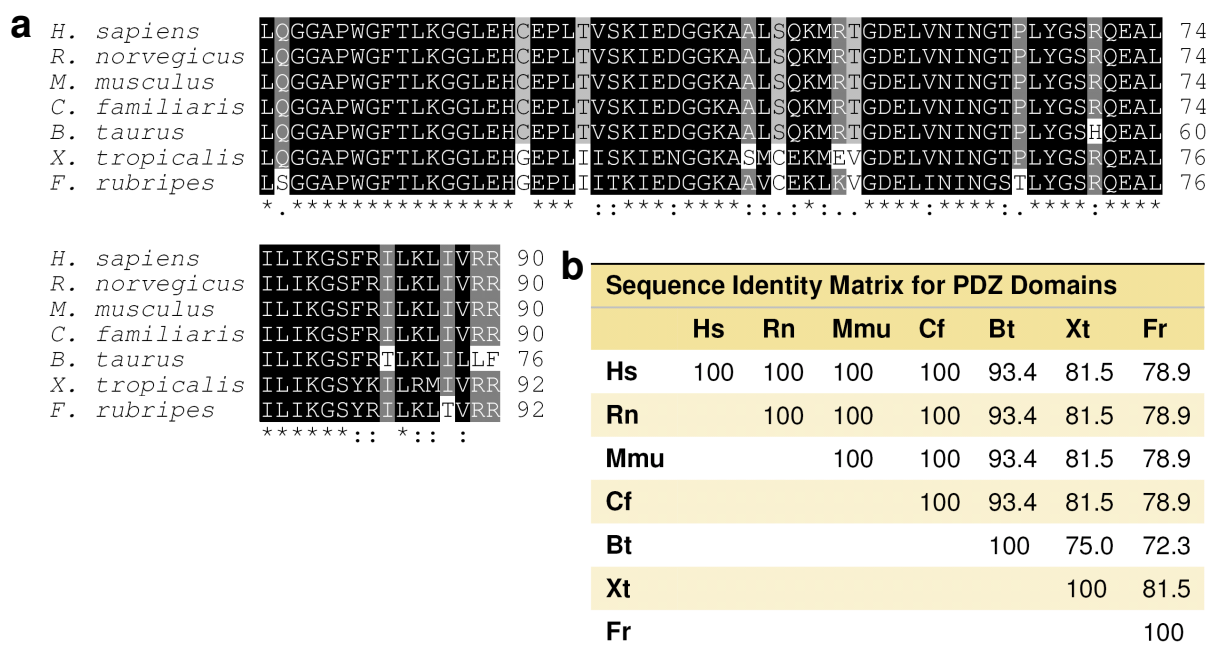 a
H. sapiens LQGGAPWGFTLKGGLEHCEPLTVSKIEDGGKAALSQKMRTGDELVNINGTPLYGSRQEAL 74
R. norvegicus LQGGAPWGFTLKGGLEHCEPLTVSKIEDGGKAALSQKMRTGDELVNINGTPLYGSRQEAL 74
M. musculus LQGGAPWGFTLKGGLEHCEPLTVSKIEDGGKAALSQKMRTGDELVNINGTPLYGSRQEAL 74
C. familiaris LQGGAPWGFTLKGGLEHCEPLTVSKIEDGGKAALSQKMRTGDELVNINGTPLYGSRQEAL 74
B. taurus LQGGAPWGFTLKGGLEHCEPLTVSKIEDGGKAALSQKMRTGDELVNINGTPLYGSHQEAL 60
X. tropicalis LQGGAPWGFTLKGGLEHGEPLIISKIENGGKASMCEKMEVGDELVNINGTPLYGSRQEAL 76
F. rubripes LSGGAPWGFTLKGGLEHGEPLIITKIEDGGKAAVCEKLKVGDELININGSTLYGSRQEAL 76
*.*************** *** ::***:****::.:*:..****:****:.****:****
H. sapiens ILIKGSFRILKLIVRR 90
R. norvegicus ILIKGSFRILKLIVRR 90
M. musculus ILIKGSFRILKLIVRR 90
C. familiaris ILIKGSFRILKLIVRR 90
B. taurus ILIKGSFRTLKLILLF 76
X. tropicalis ILIKGSYKILRMIVRR 92
F. rubripes ILIKGSYRILKLTVRR 92
******:: *:: :
b
Sequence Identity Matrix for PDZ Domains
Hs Rn Mmu Cf Bt Xt Fr
Hs 100 100 100 100 93.4 81.5 78.9
Rn 100 100 100 93.4 81.5 78.9
Mmu 100 100 93.4 81.5 78.9
Cf 100 93.4 81.5 78.9
Bt 100 75.0 72.3
Xt 100 81.5
Fr 100